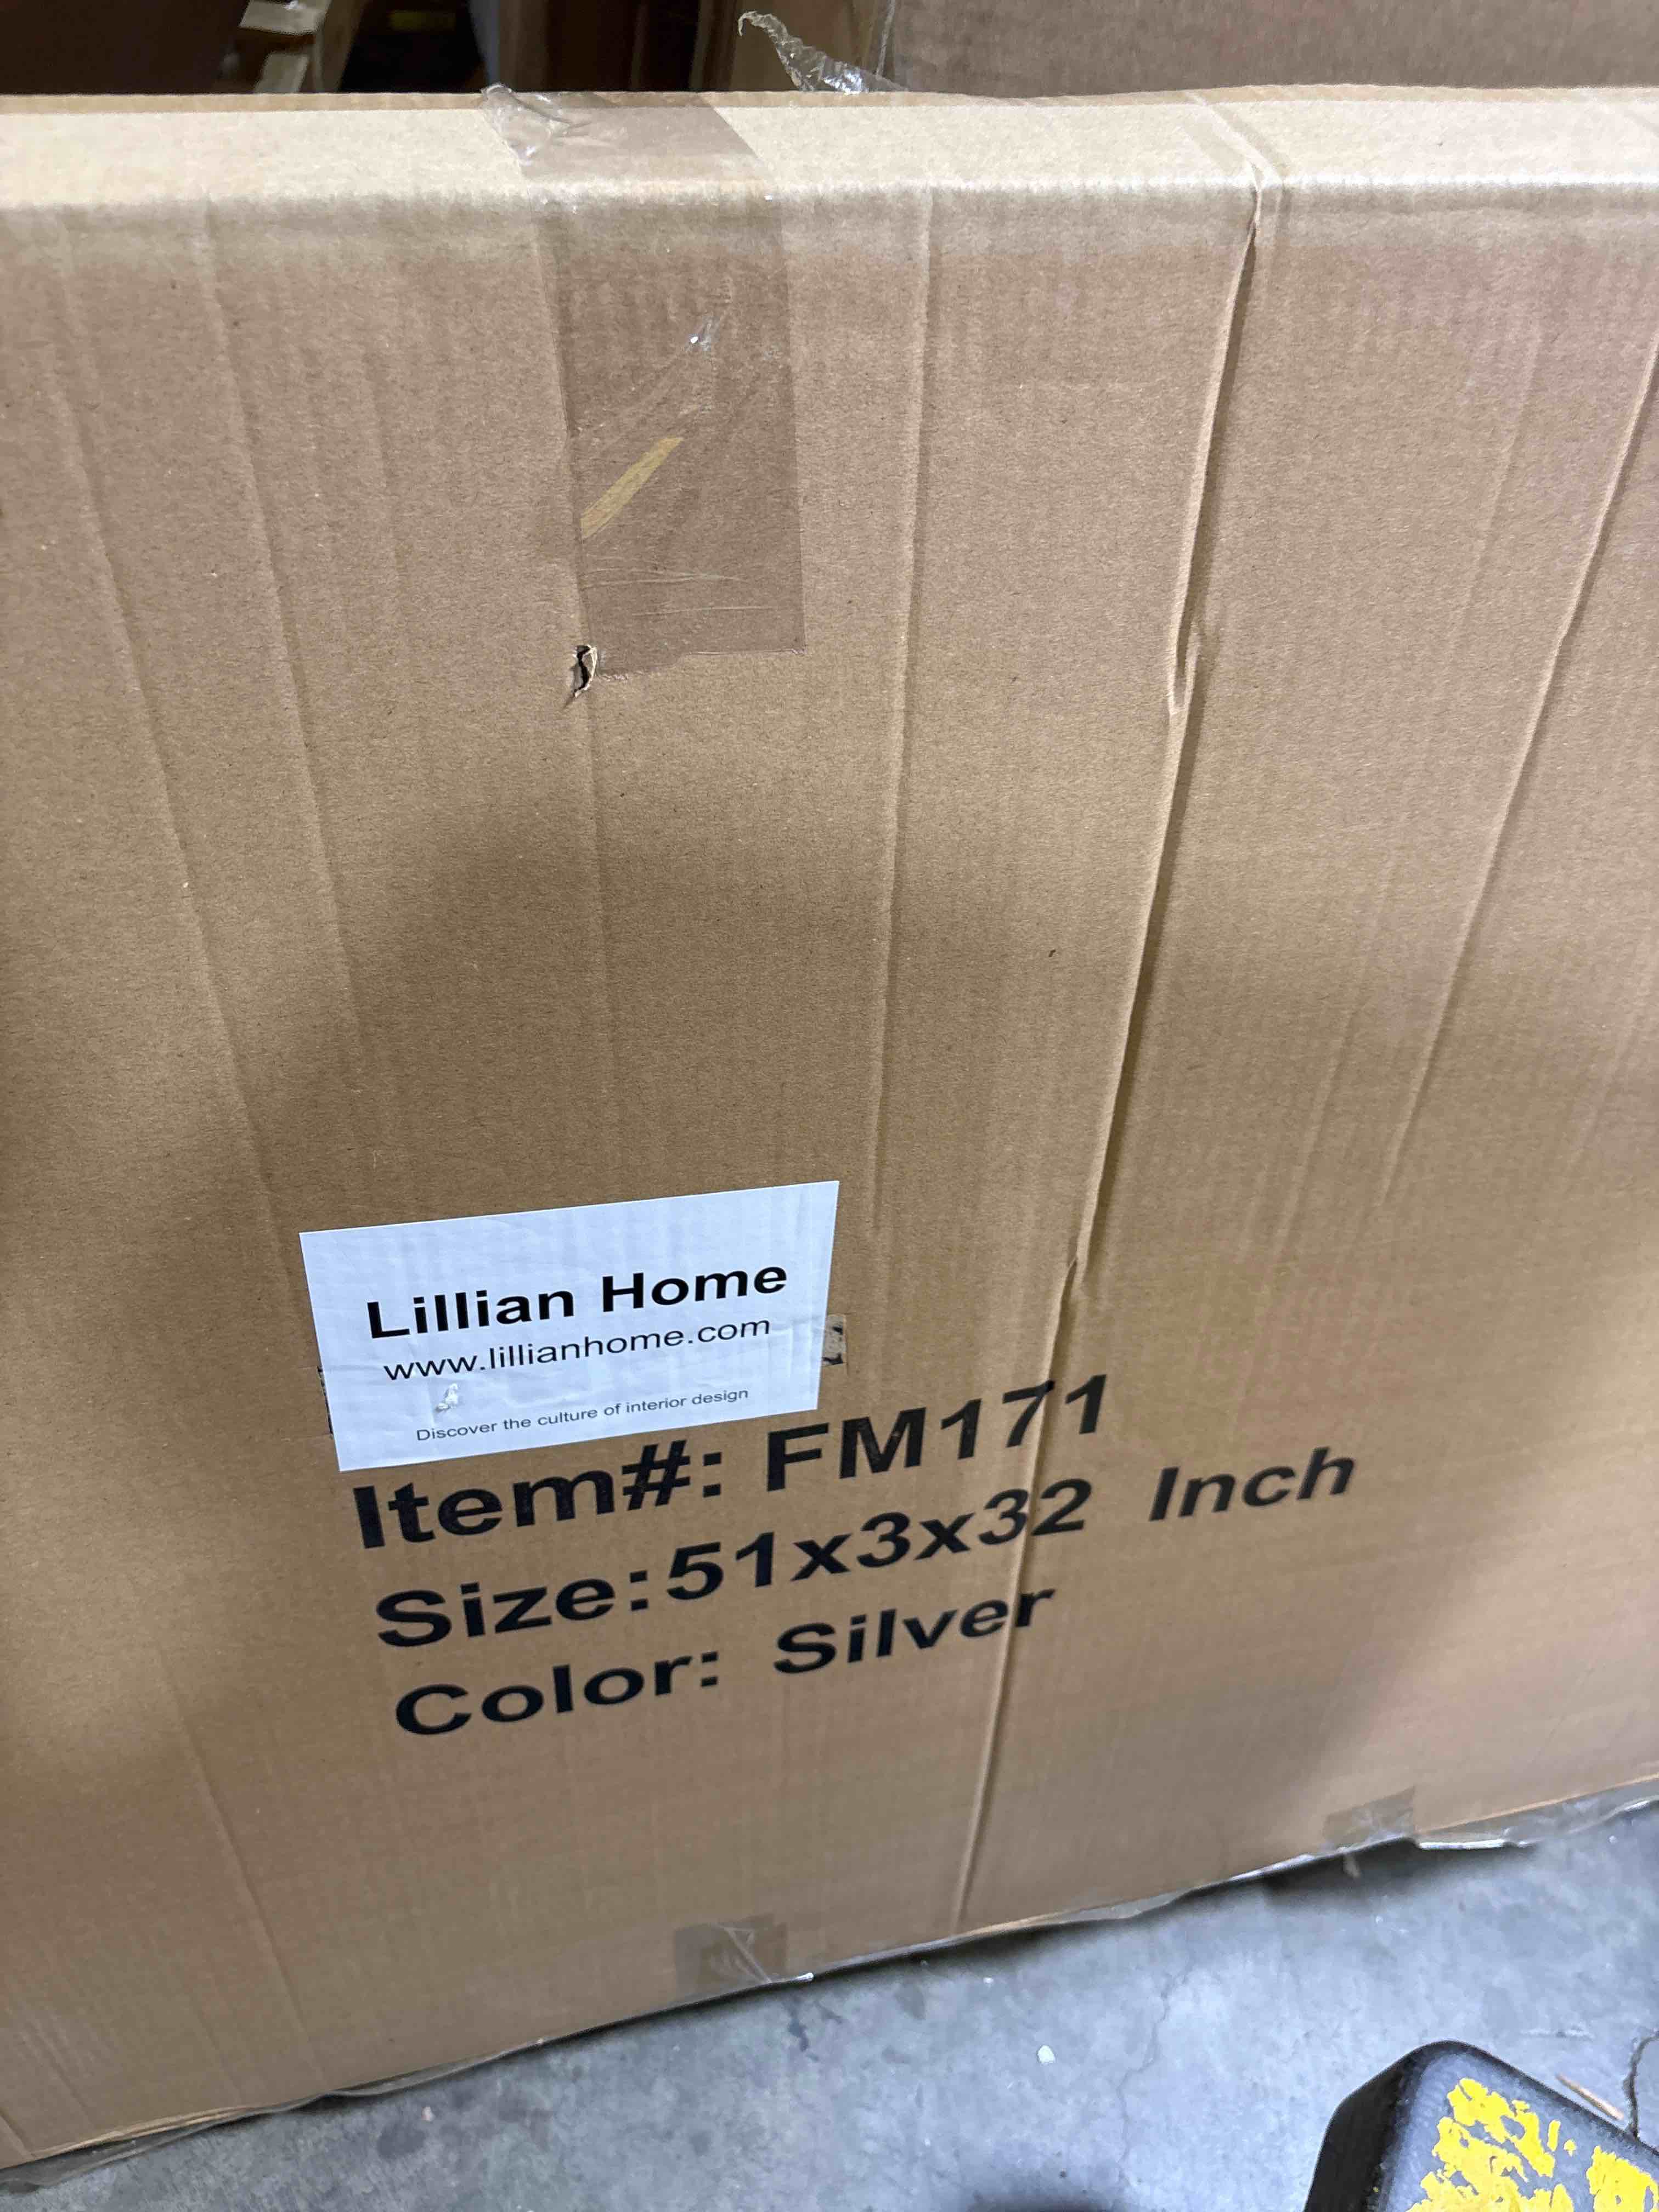 Lillian Home
www.lillianhome.com
Discover the culture of interior design
Item#: FM171
Size:51x3x32 Inch
Color: Silver